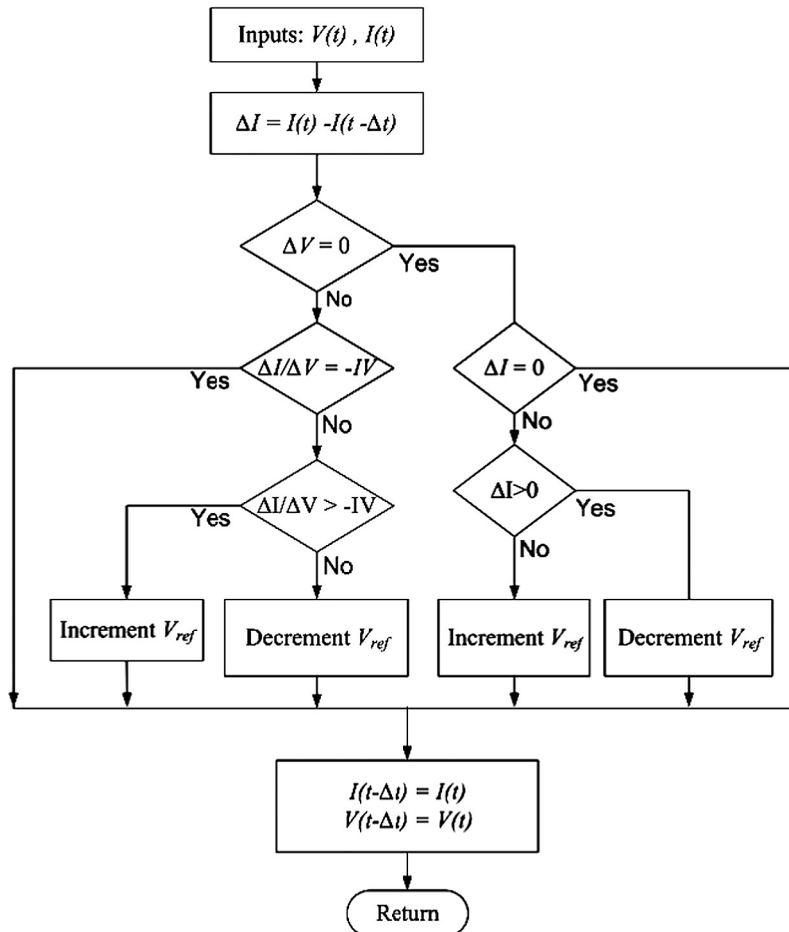 Inputs: V(t) , I(t)
ΔI = I(t) -I(t -Δt)
ΔV = 0
Yes
No
ΔI/ΔV = -IV
Yes
No
ΔI = 0
Yes
No
ΔI/ΔV > -IV
Yes
No
ΔI>0
Yes
No
Increment Vref
Decrement Vref
Increment Vref
Decrement Vref
I(t-Δt) = I(t)
V(t-Δt) = V(t)
Return